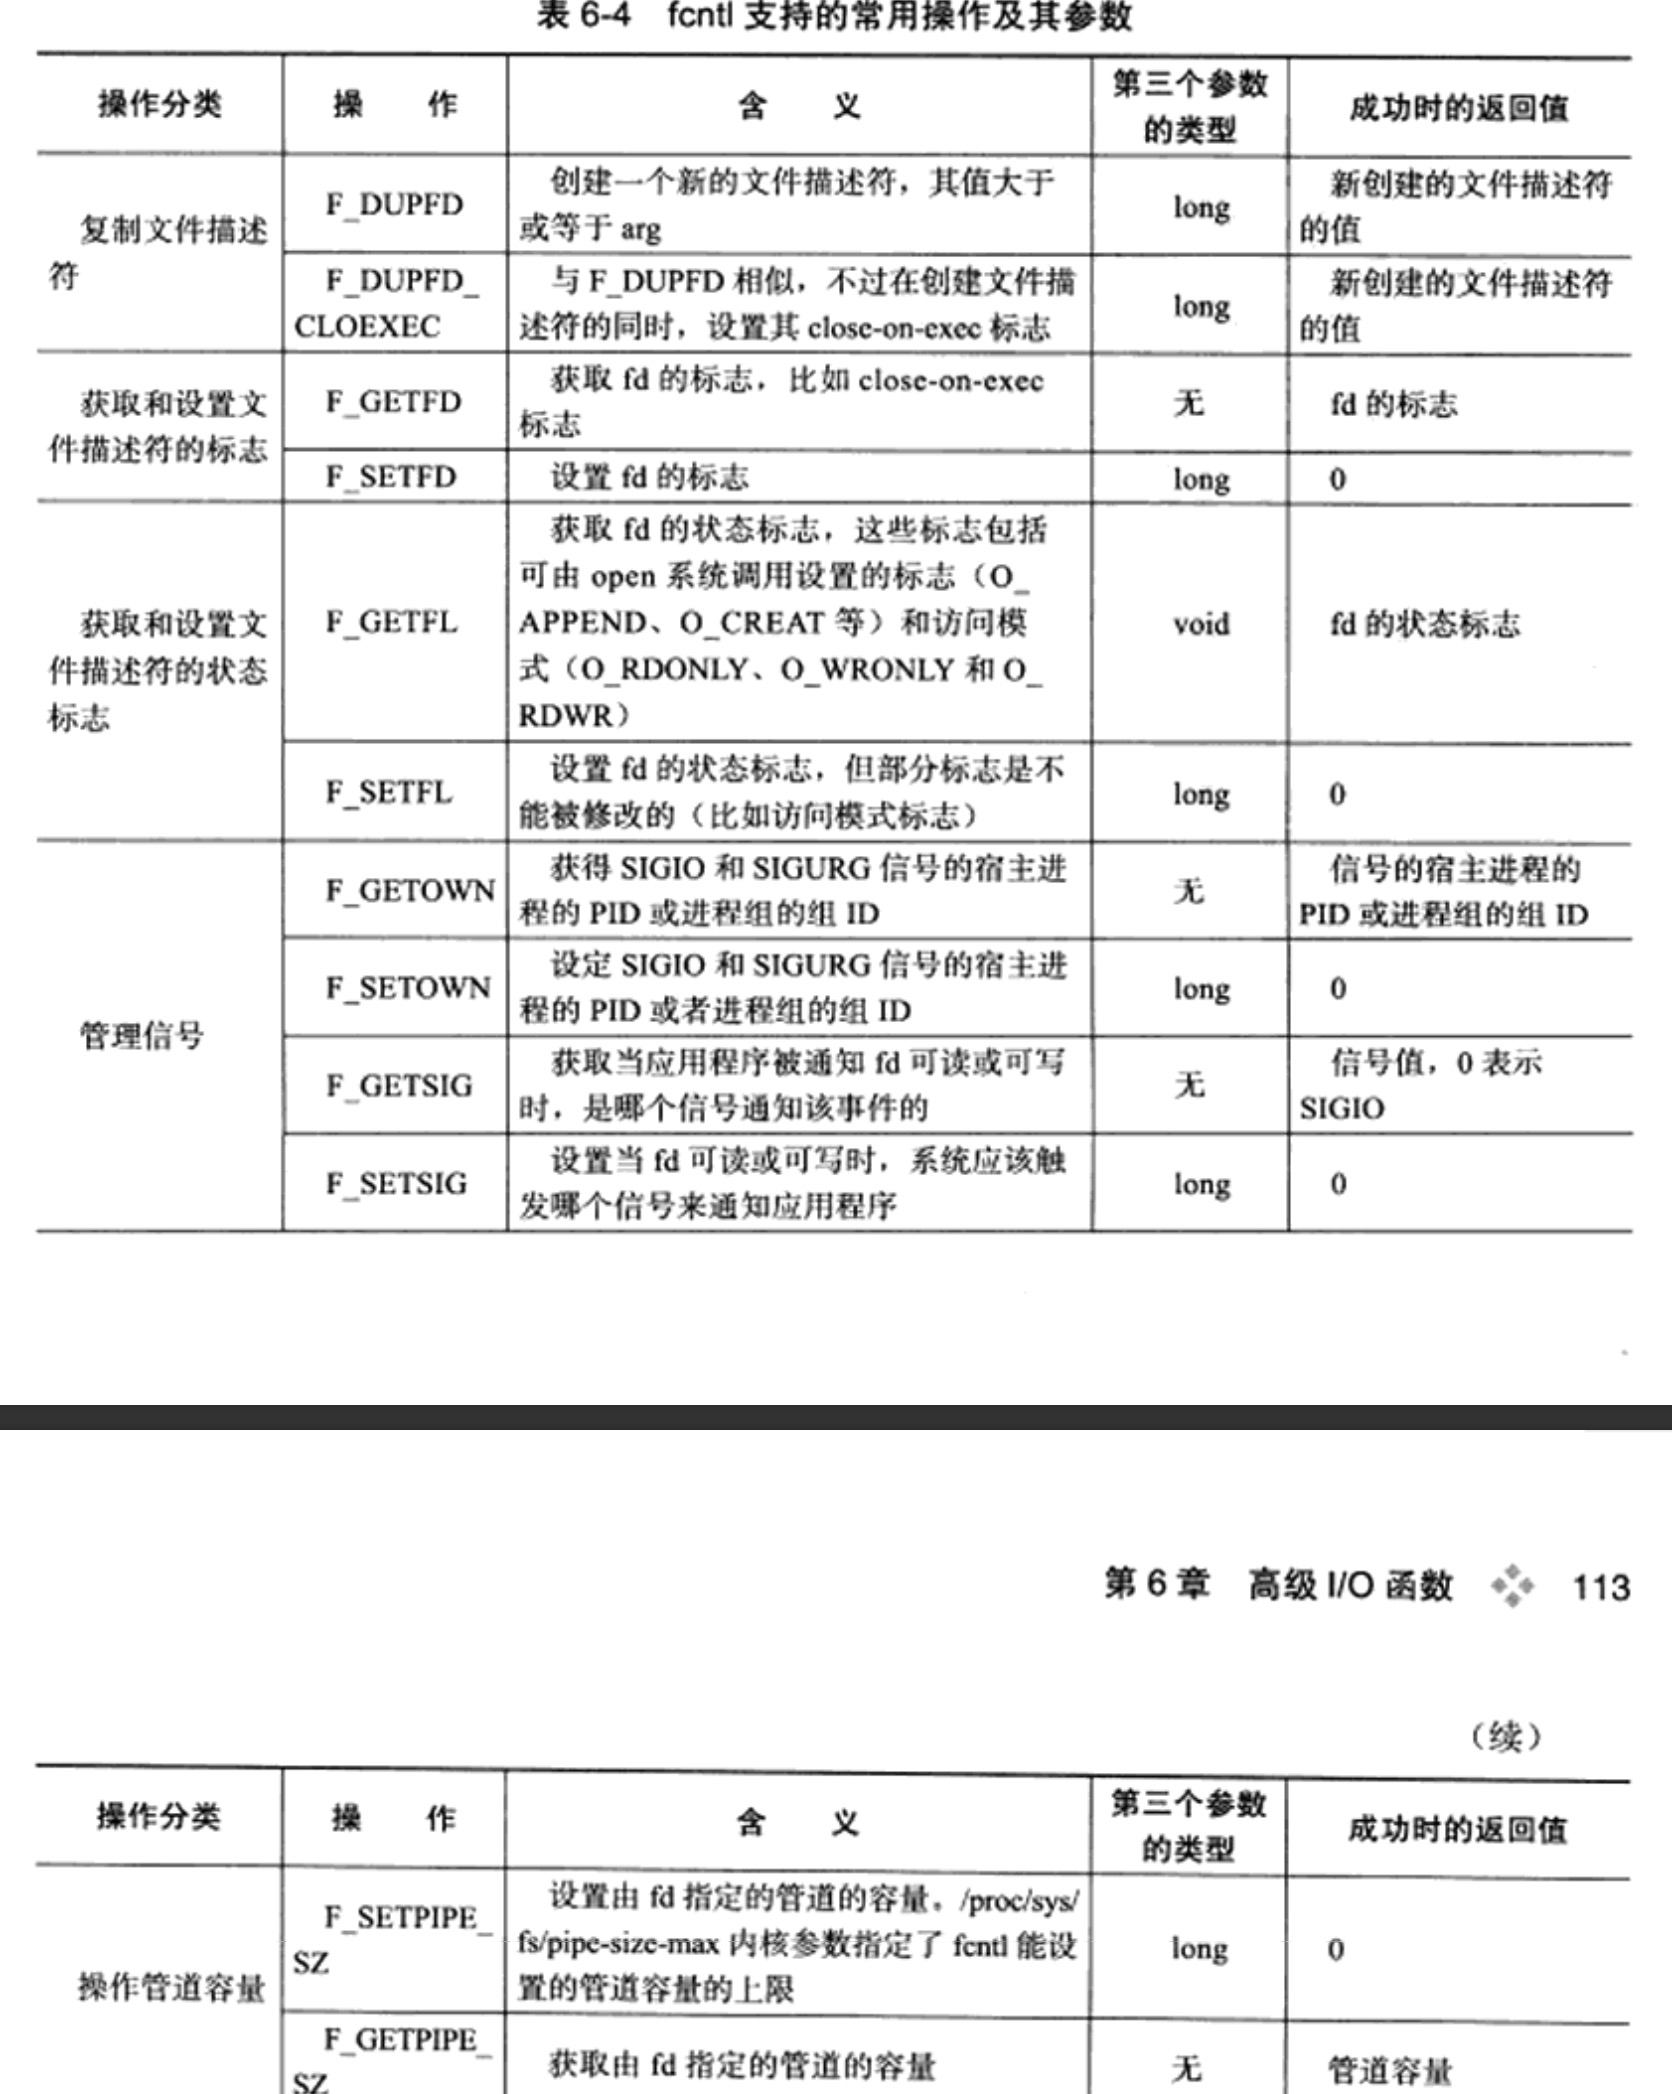 表 6-4 fcntl 支持的常用操作及其参数
操作分类 操 作 含 义 第三个参数的类型 成功时的返回值
复制文件描述
符
F_DUPFD
创建一个新的文件描述符，其值大于
或等于 arg
long
新创建的文件描述符
的值
F_DUPFD_
CLOEXEC
与 F_DUPFD 相似，不过在创建文件描
述符的同时，设置其 close-on-exec 标志
long
新创建的文件描述符
的值
获取和设置文
件描述符的标志
F_GETFD
获取 fd 的标志，比如 close-on-exec
标志
无
fd 的标志
F_SETFD
设置 fd 的标志
long
0
获取和设置文
件描述符的状态
标志
F_GETFL
获取 fd 的状态标志，这些标志包括
可由 open 系统调用设置的标志（O_
APPEND、O_CREAT 等）和访问模
式（O_RDONLY、O_WRONLY 和 O_
RDWR）
void
fd 的状态标志
F_SETFL
设置 fd 的状态标志，但部分标志是不
能被修改的（比如访问模式标志）
long
0
管理信号
F_GETOWN
获得 SIGIO 和 SIGURG 信号的宿主进
程的 PID 或进程组的组 ID
无
信号的宿主进程的
PID 或进程组的组 ID
F_SETOWN
设定 SIGIO 和 SIGURG 信号的宿主进
程的 PID 或者进程组的组 ID
long
0
F_GETSIG
获取当应用程序被通知 fd 可读或可写
时，是哪个信号通知该事件的
无
信号值，0 表示
SIGIO
F_SETSIG
设置当 fd 可读或可写时，系统应该触
发哪个信号来通知应用程序
long
0
第 6 章 高级 I/O 函数 113
（续）
操作分类 操 作 含 义 第三个参数的类型 成功时的返回值
操作管道容量
F_SETPIPE_
SZ
设置由 fd 指定的管道的容量。/proc/sys/
fs/pipe-size-max 内核参数指定了 fcntl 能设
置的管道容量的上限
long
0
F_GETPIPE_
SZ
获取由 fd 指定的管道的容量
无
管道容量